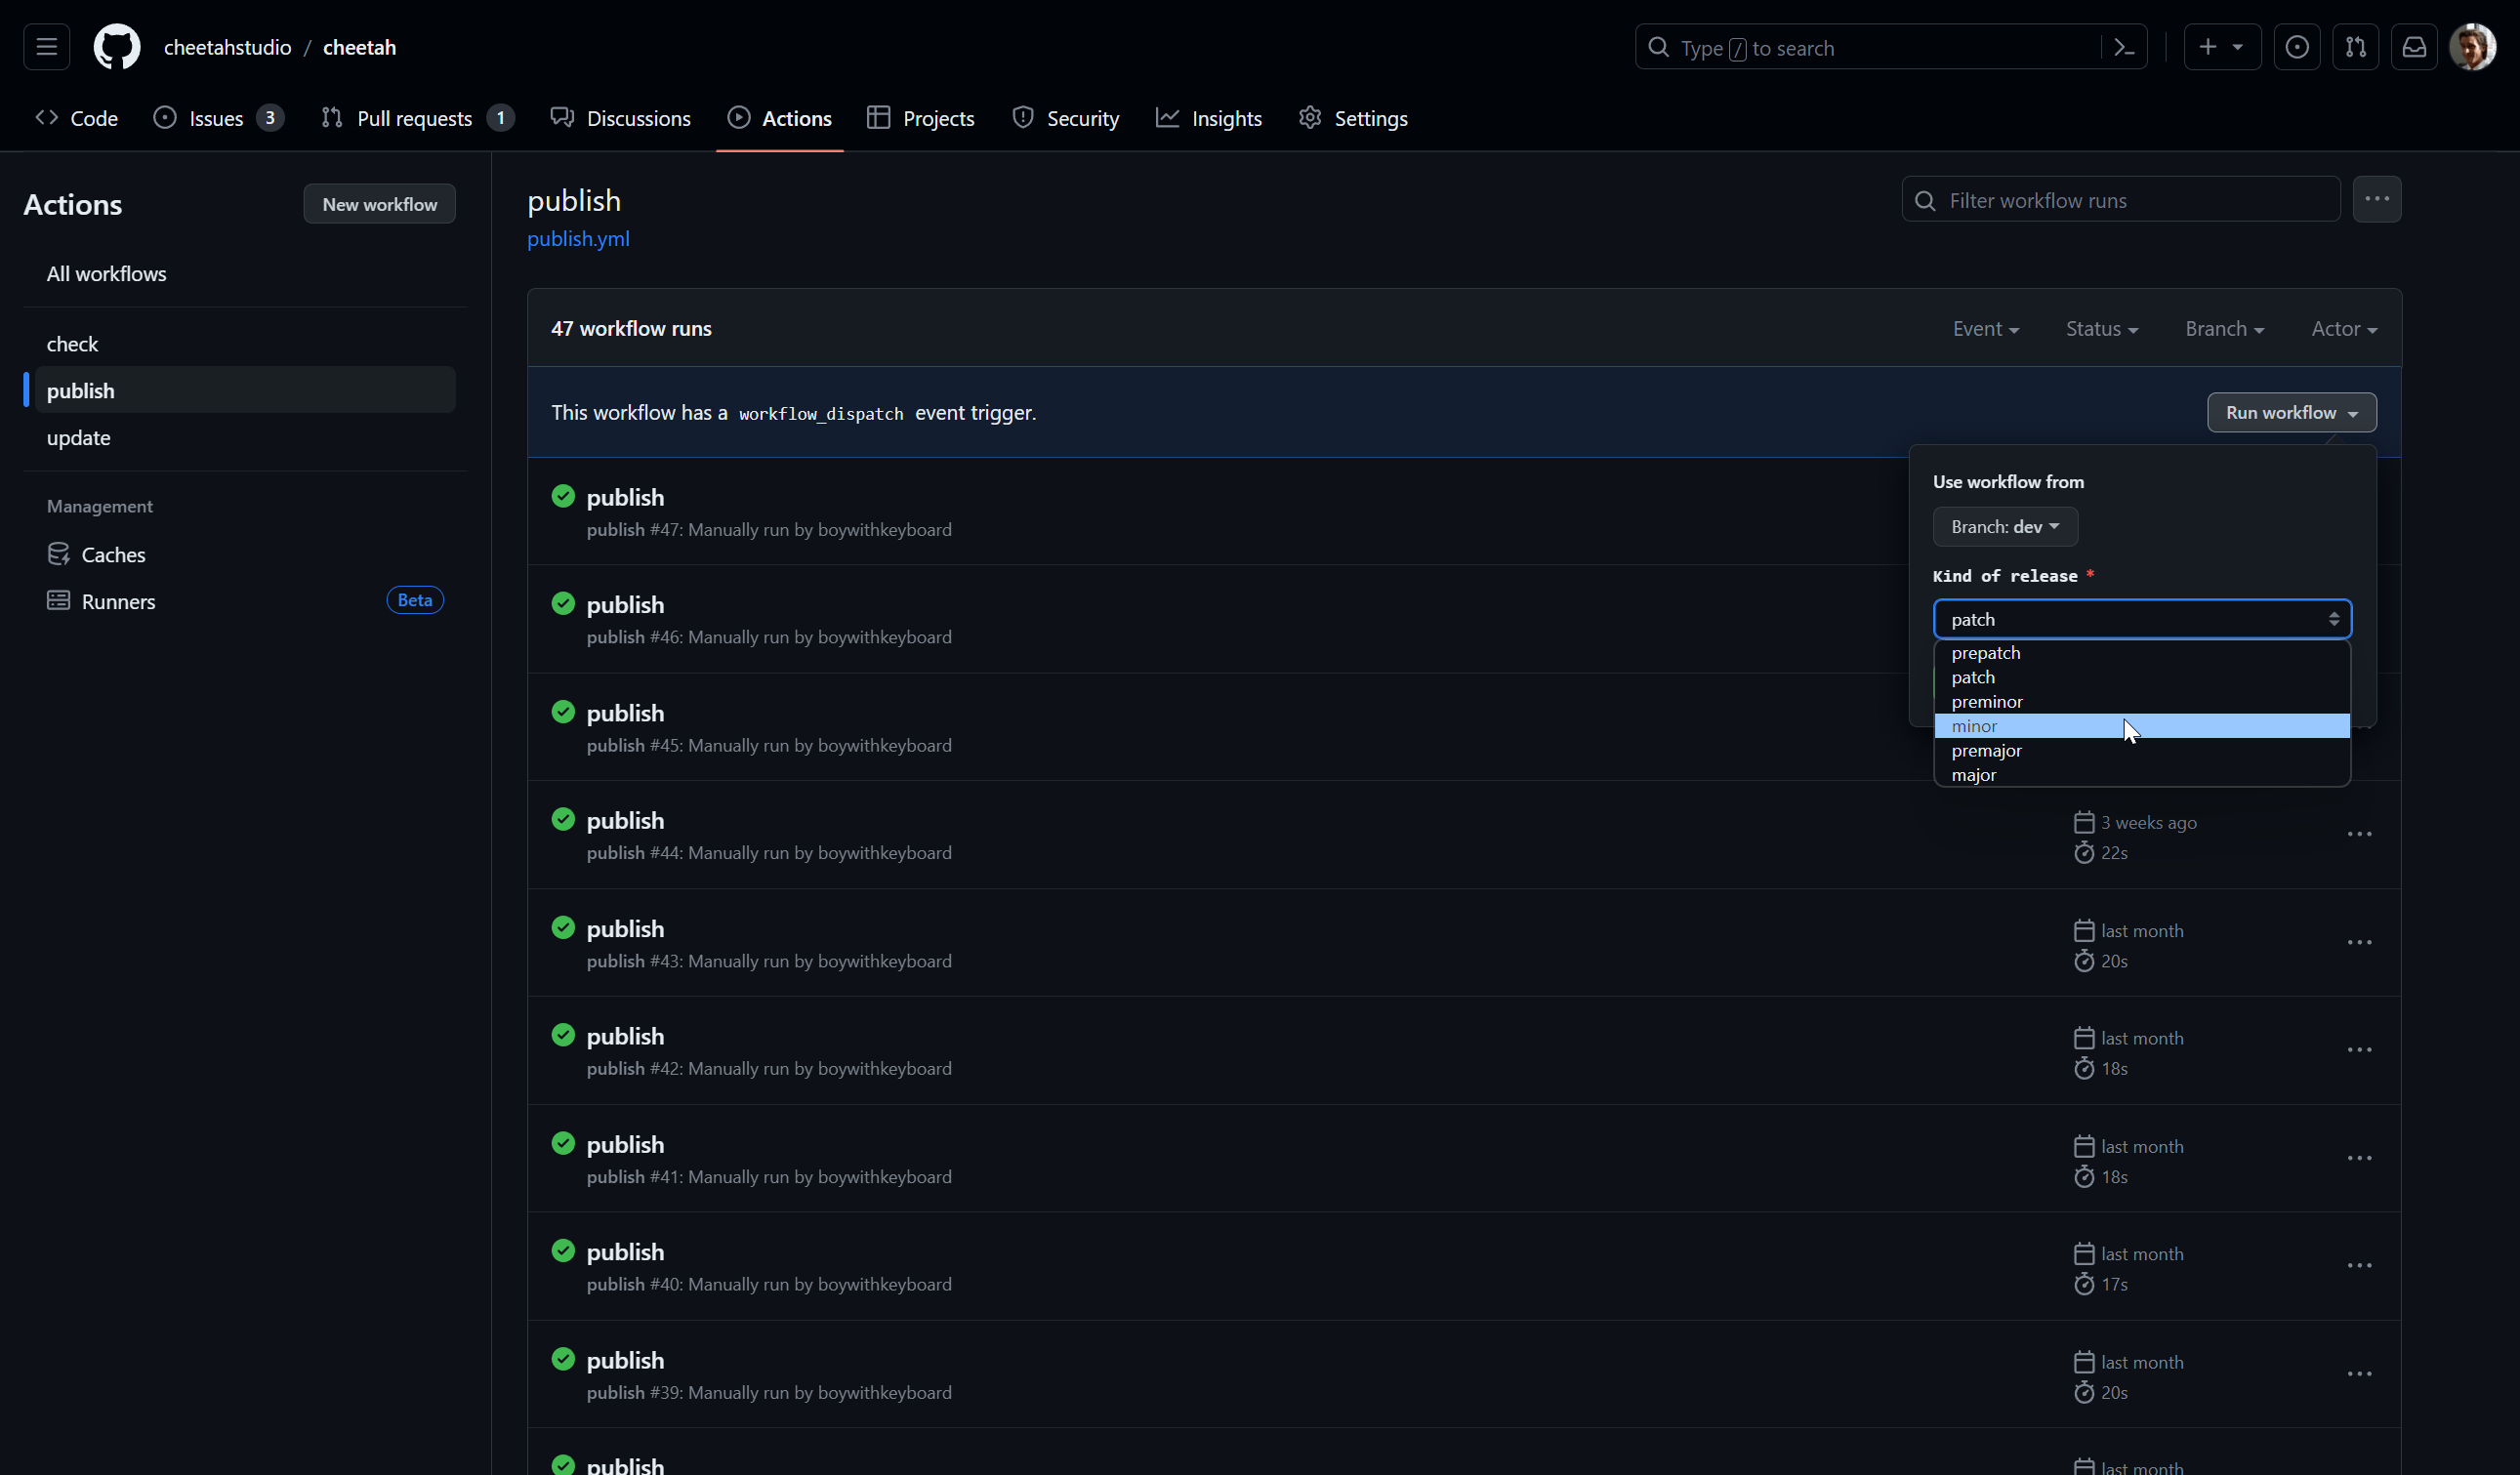 cheetahstudio / cheetah
Type / to search
Code
Issues 3
Pull requests 1
Discussions
Actions
Projects
Security
Insights
Settings
Actions
New workflow
All workflows
check
publish
update
Management
Caches
Runners
Beta
publish
publish.yml
Filter workflow runs
47 workflow runs
Event
Status
Branch
Actor
This workflow has a workflow_dispatch event trigger.
Run workflow
Use workflow from
Branch: dev
Kind of release *
patch
prepatch
patch
preminor
minor
premajor
major
publish
publish #47: Manually run by boywithkeyboard
publish
publish #46: Manually run by boywithkeyboard
publish
publish #45: Manually run by boywithkeyboard
publish
publish #44: Manually run by boywithkeyboard
3 weeks ago
22s
publish
publish #43: Manually run by boywithkeyboard
last month
20s
publish
publish #42: Manually run by boywithkeyboard
last month
18s
publish
publish #41: Manually run by boywithkeyboard
last month
18s
publish
publish #40: Manually run by boywithkeyboard
last month
17s
publish
publish #39: Manually run by boywithkeyboard
last month
20s
publish
last month